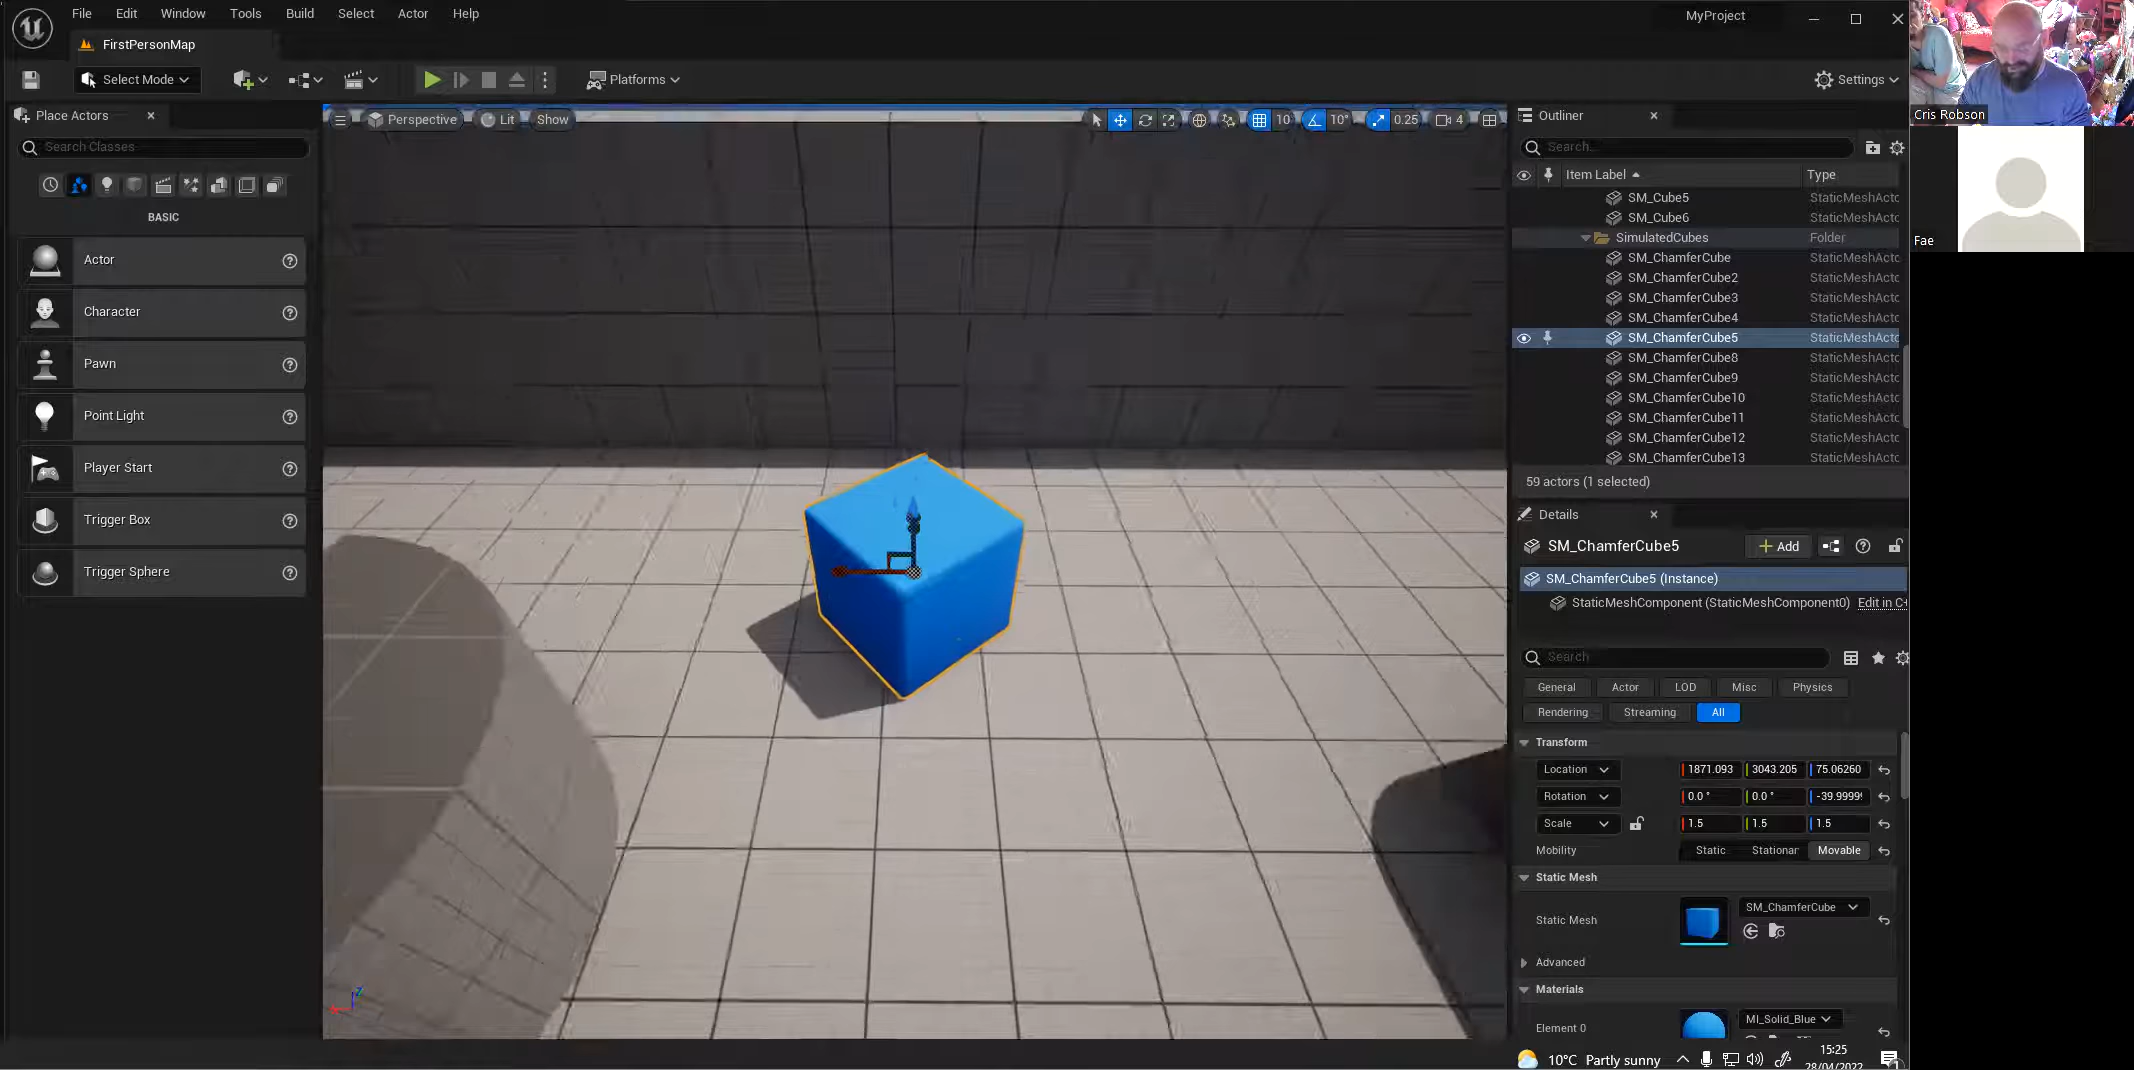 File Edit Window Tools Build Select Actor Help
MyProject
FirstPersonMap
Select Mode
Platforms
Settings
Place Actors
Search Classes
BASIC
Actor
Character
Pawn
Point Light
Player Start
Trigger Box
Trigger Sphere
Perspective Lit Show
10 10° 0.25 4
Outliner
Search...
Item Label Type
SM_Cube5 StaticMeshActo
SM_Cube6 StaticMeshActo
SimulatedCubes Folder
SM_ChamferCube StaticMeshActo
SM_ChamferCube2 StaticMeshActo
SM_ChamferCube3 StaticMeshActo
SM_ChamferCube4 StaticMeshActo
SM_ChamferCube5 StaticMeshActo
SM_ChamferCube8 StaticMeshActo
SM_ChamferCube9 StaticMeshActo
SM_ChamferCube10 StaticMeshActo
SM_ChamferCube11 StaticMeshActo
SM_ChamferCube12 StaticMeshActo
SM_ChamferCube13 StaticMeshActo
59 actors (1 selected)
Details
SM_ChamferCube5
Add
SM_ChamferCube5 (Instance)
StaticMeshComponent (StaticMeshComponent0) Edit in C+
Search
General Actor LOD Misc Physics
Rendering Streaming All
Transform
Location 1871.093 3043.205 75.06260
Rotation 0.0 ° 0.0 ° -39.9999
Scale 1.5 1.5 1.5
Mobility Static Stationar Movable
Static Mesh
Static Mesh SM_ChamferCube
Advanced
Materials
Element 0 MI_Solid_Blue
10°C Partly sunny
15:25
28/04/2022
Cris Robson
Fae